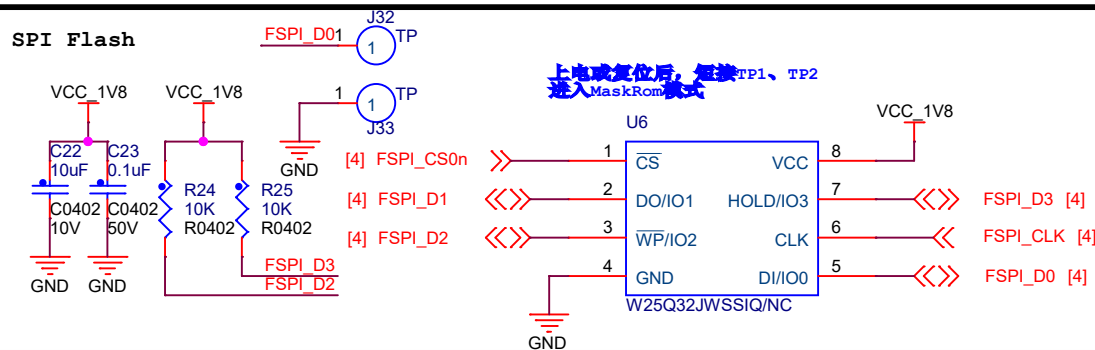 SPI Flash
FSPI_D0
1
J32
1
TP
上电或复位后，短接TP1、TP2
进入MaskRom模式
VCC_1V8
VCC_1V8
1
1
TP
J33
GND
VCC_1V8
U6
C22
10uF
C0402
10V
C23
0.1uF
C0402
50V
R24
10K
R0402
R25
10K
R0402
[4] FSPI_CS0n
1
CS
VCC
8
[4] FSPI_D1
2
DO/IO1
HOLD/IO3
7
FSPI_D3 [4]
[4] FSPI_D2
3
WP/IO2
CLK
6
FSPI_CLK [4]
4
GND
DI/IO0
5
FSPI_D0 [4]
FSPI_D3
FSPI_D2
GND
GND
W25Q32JWSSIQ/NC
GND